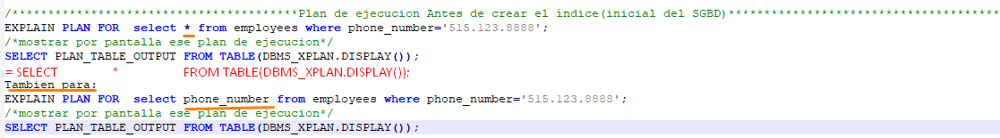 /****************************************Plan de ejecucion Antes de crear el índice(inicial del SGBD)***************************************
EXPLAIN PLAN FOR  select * from employees where phone_number='515.123.8888';
/*mostrar por pantalla ese plan de ejecucion*/
SELECT PLAN_TABLE_OUTPUT FROM TABLE(DBMS_XPLAN.DISPLAY());
= SELECT * FROM TABLE(DBMS_XPLAN.DISPLAY());
Tambien para:
EXPLAIN PLAN FOR  select phone_number from employees where phone_number='515.123.8888';
/*mostrar por pantalla ese plan de ejecucion*/
SELECT PLAN_TABLE_OUTPUT FROM TABLE(DBMS_XPLAN.DISPLAY());